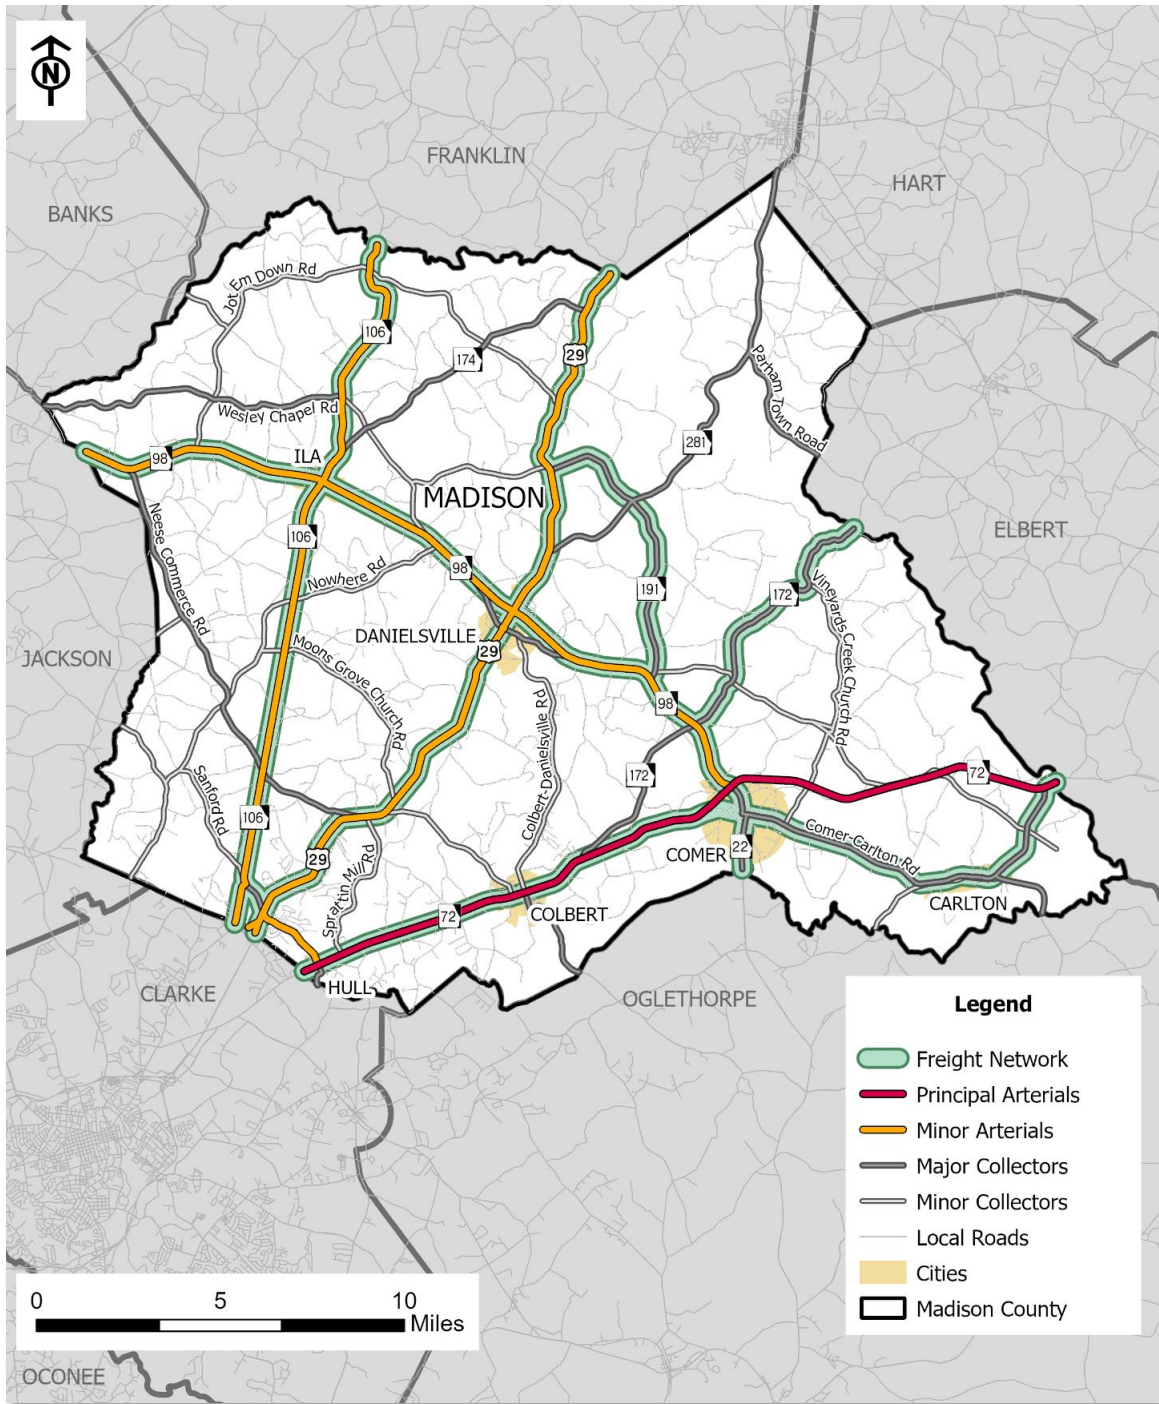 N
FRANKLIN
HART
BANKS
Jot Em Down Rd
106
29
174
Parham Town Road
Wesley Chapel Rd
281
98
ILA
MADISON
ELBERT
Neese Commerce Rd
106
98
Nowhere Rd
191
172
Vineyards Creek Church Rd
DANIELSVILLE
29
JACKSON
Moons Grove Church Rd
Colbert-Danielsville Rd
98
172
72
Sanford Rd
106
Comer-Carlton Rd
22
COMER
29
Sprattin Mill Rd
CARLTON
72
COLBERT
HULL
CLARKE
OGLETHORPE
Legend
Freight Network
Principal Arterials
Minor Arterials
Major Collectors
Minor Collectors
Local Roads
Cities
Madison County
0 5 10
Miles
OCONEE